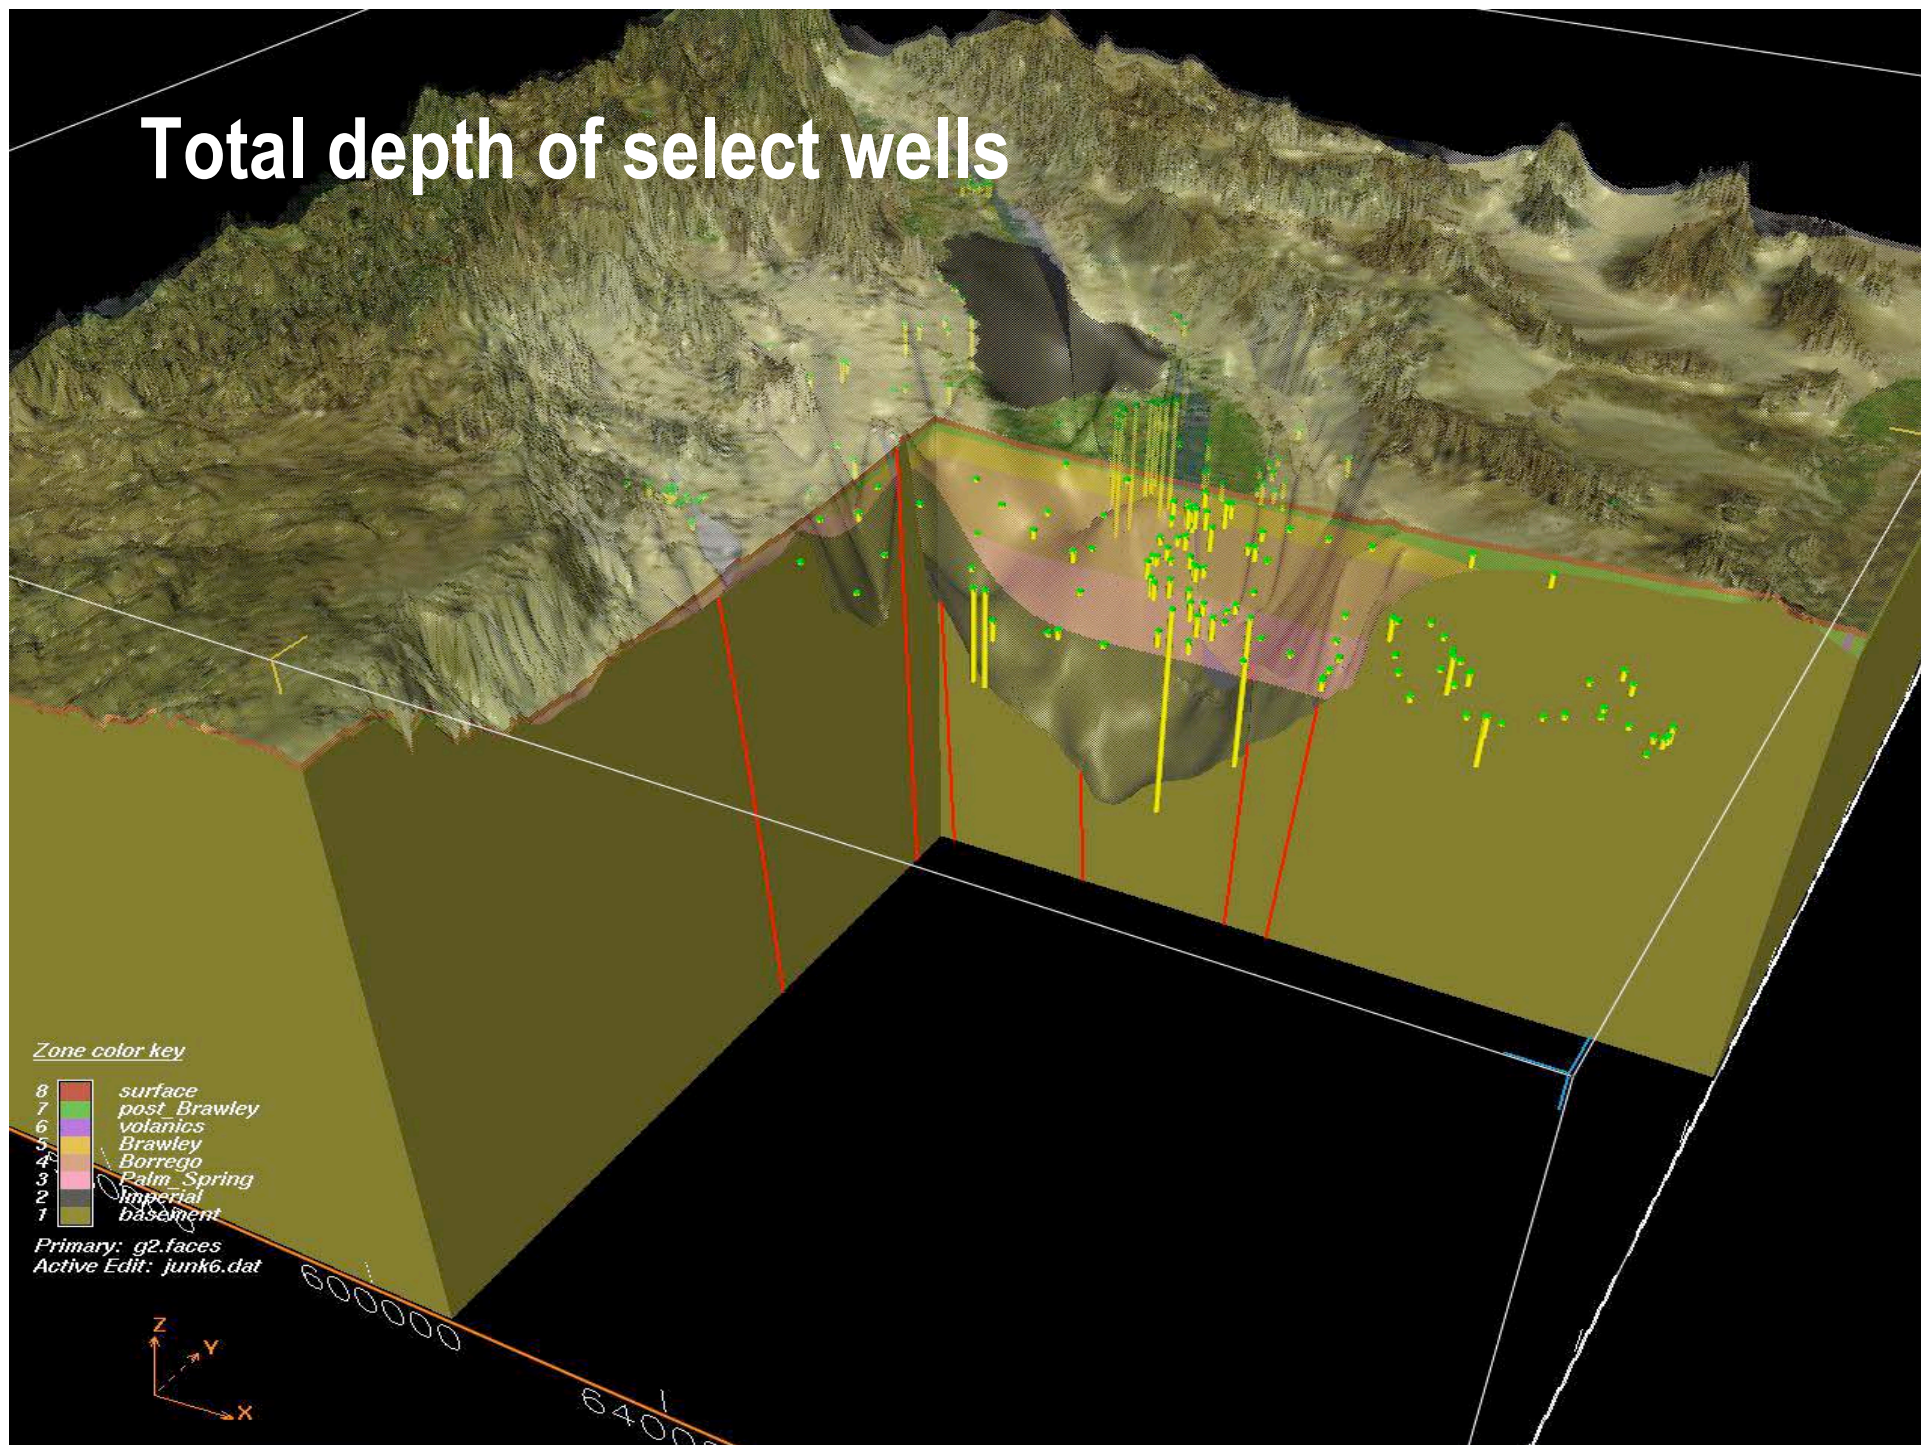 Total depth of select wells
Zone color key
8 surface
7 post_Brawley
6 volanics
5 Brawley
4 Borrego
3 Palm_Spring
2 Imperial
1 basement
Primary: g2.faces
Active Edit: junk6.dat
600000
Z
Y
X